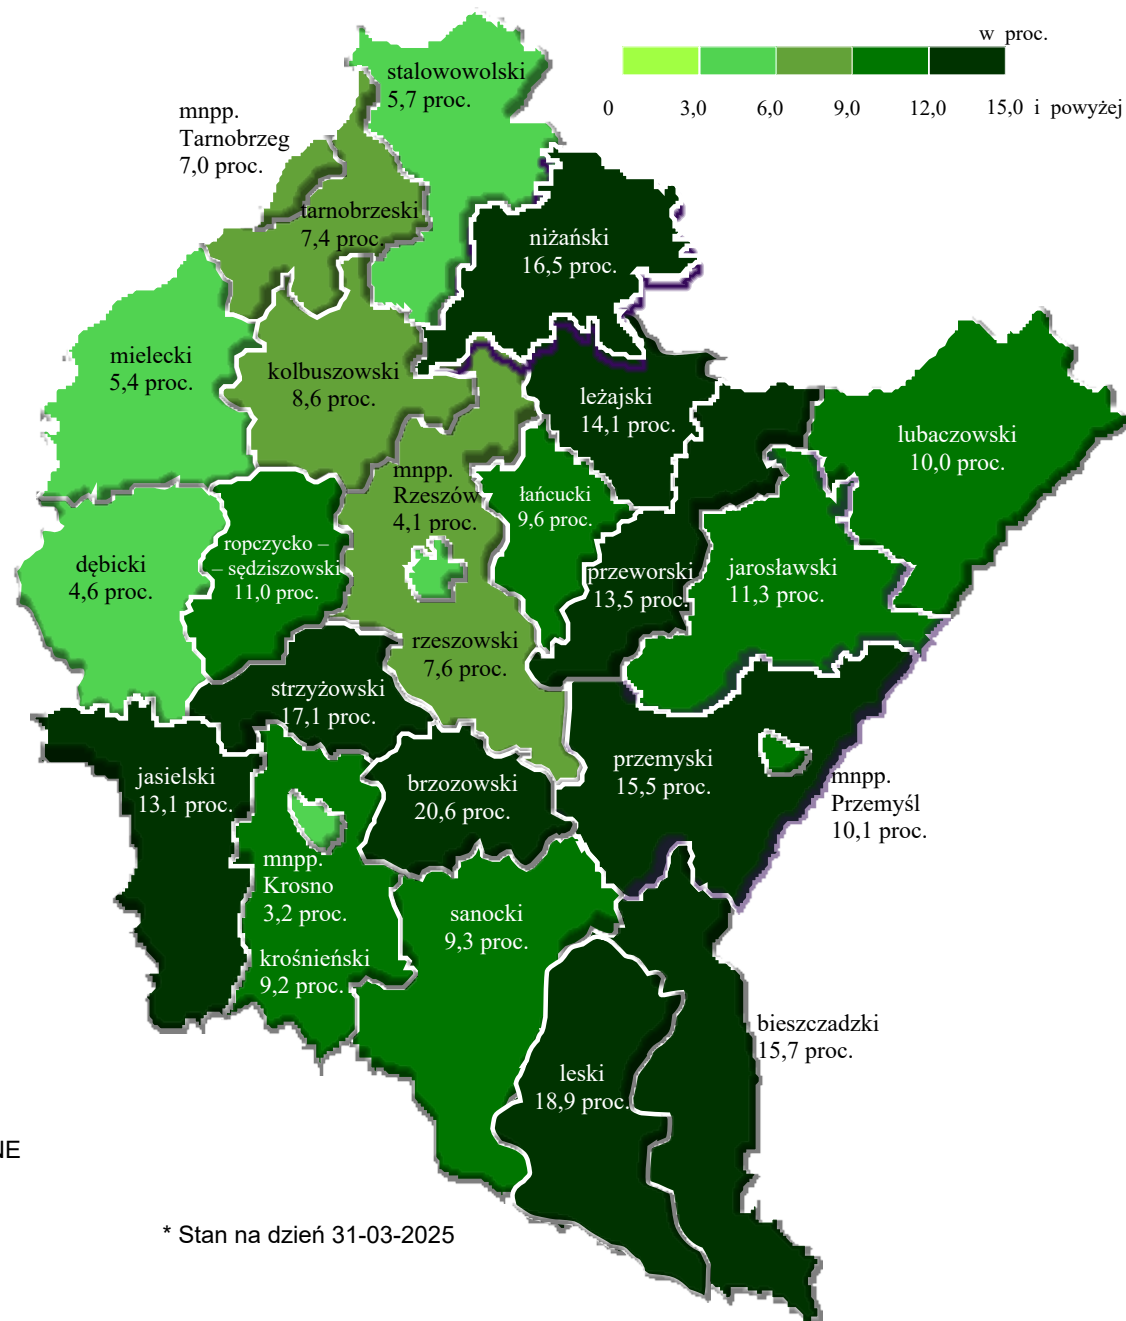 w proc.
0 3,0 6,0 9,0 12,0 15,0 i powyżej
stalowowolski
5,7 proc.
mnpp.
Tarnobrzeg
7,0 proc.
tarnobrzeski
7,4 proc.
niżański
16,5 proc.
mielecki
5,4 proc.
kolbuszowski
8,6 proc.
leżajski
14,1 proc.
lubaczowski
10,0 proc.
mnpp.
Rzeszów
4,1 proc.
łańcucki
9,6 proc.
ropczycko –
– sędziszowski
11,0 proc.
dębicki
4,6 proc.
przeworski
13,5 proc.
jarosławski
11,3 proc.
rzeszowski
7,6 proc.
strzyżowski
17,1 proc.
jasielski
13,1 proc.
brzozowski
20,6 proc.
przemyski
15,5 proc.
mnpp.
Przemyśl
10,1 proc.
mnpp.
Krosno
3,2 proc.
krośnieński
9,2 proc.
sanocki
9,3 proc.
bieszczadzki
15,7 proc.
leski
18,9 proc.
NE
* Stan na dzień 31-03-2025